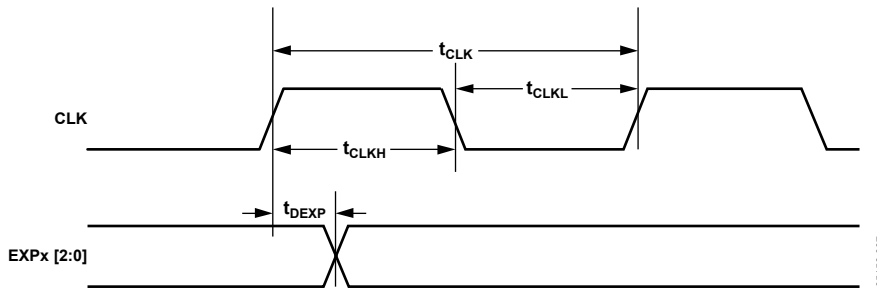 tCLK
tCLKL
CLK
tCLKH
tDEXP
EXPx [2:0]